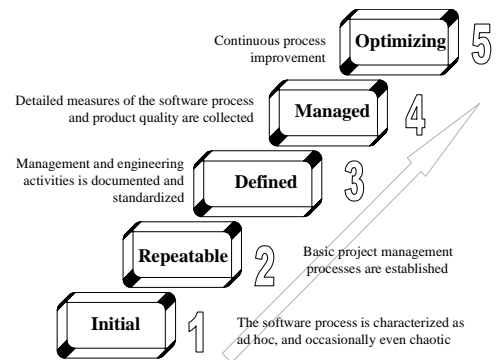 Continuous process
improvement
Optimizing
5
Detailed measures of the software process
and product quality are collected
Managed
4
Management and engineering
activities is documented and
standardized
Defined
3
Repeatable
2
Basic project management
processes are established
Initial
1
The software process is characterized as
ad hoc, and occasionally even chaotic